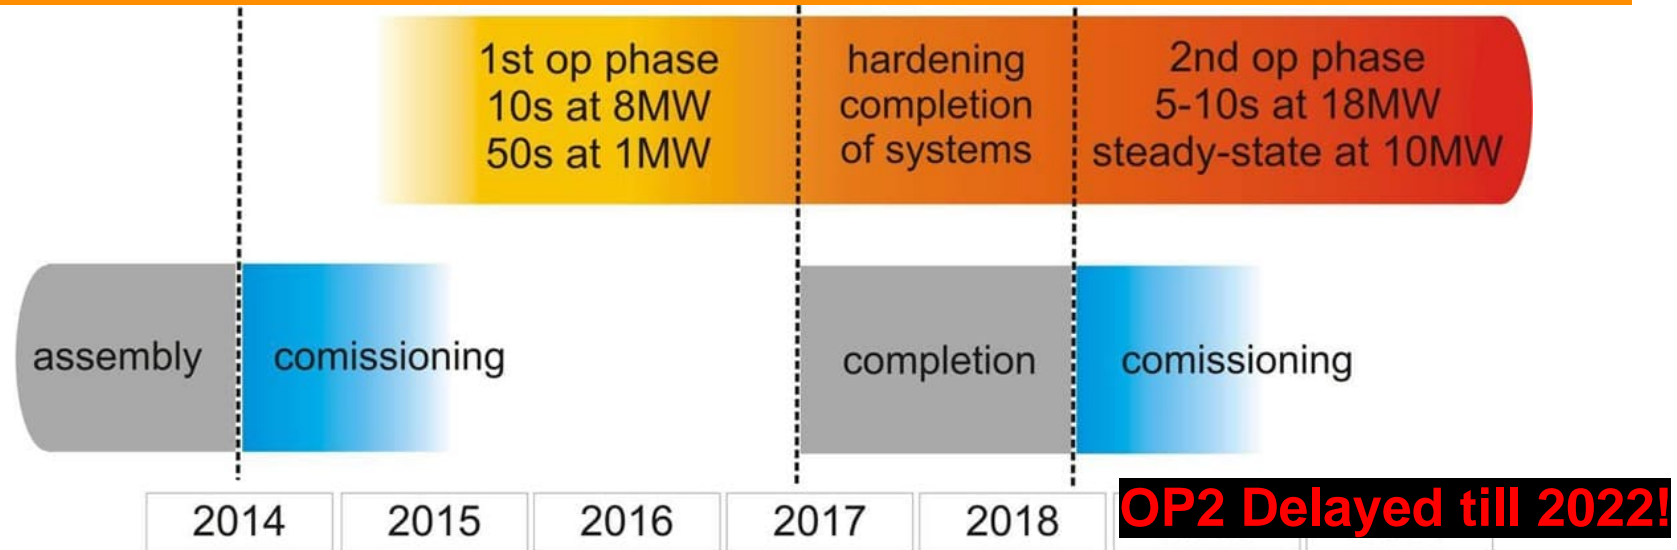 1st op phase
10s at 8MW
50s at 1MW
hardening
completion
of systems
2nd op phase
5-10s at 18MW
steady-state at 10MW
assembly
comissioning
completion
comissioning
2014
2015
2016
2017
2018
OP2 Delayed till 2022!